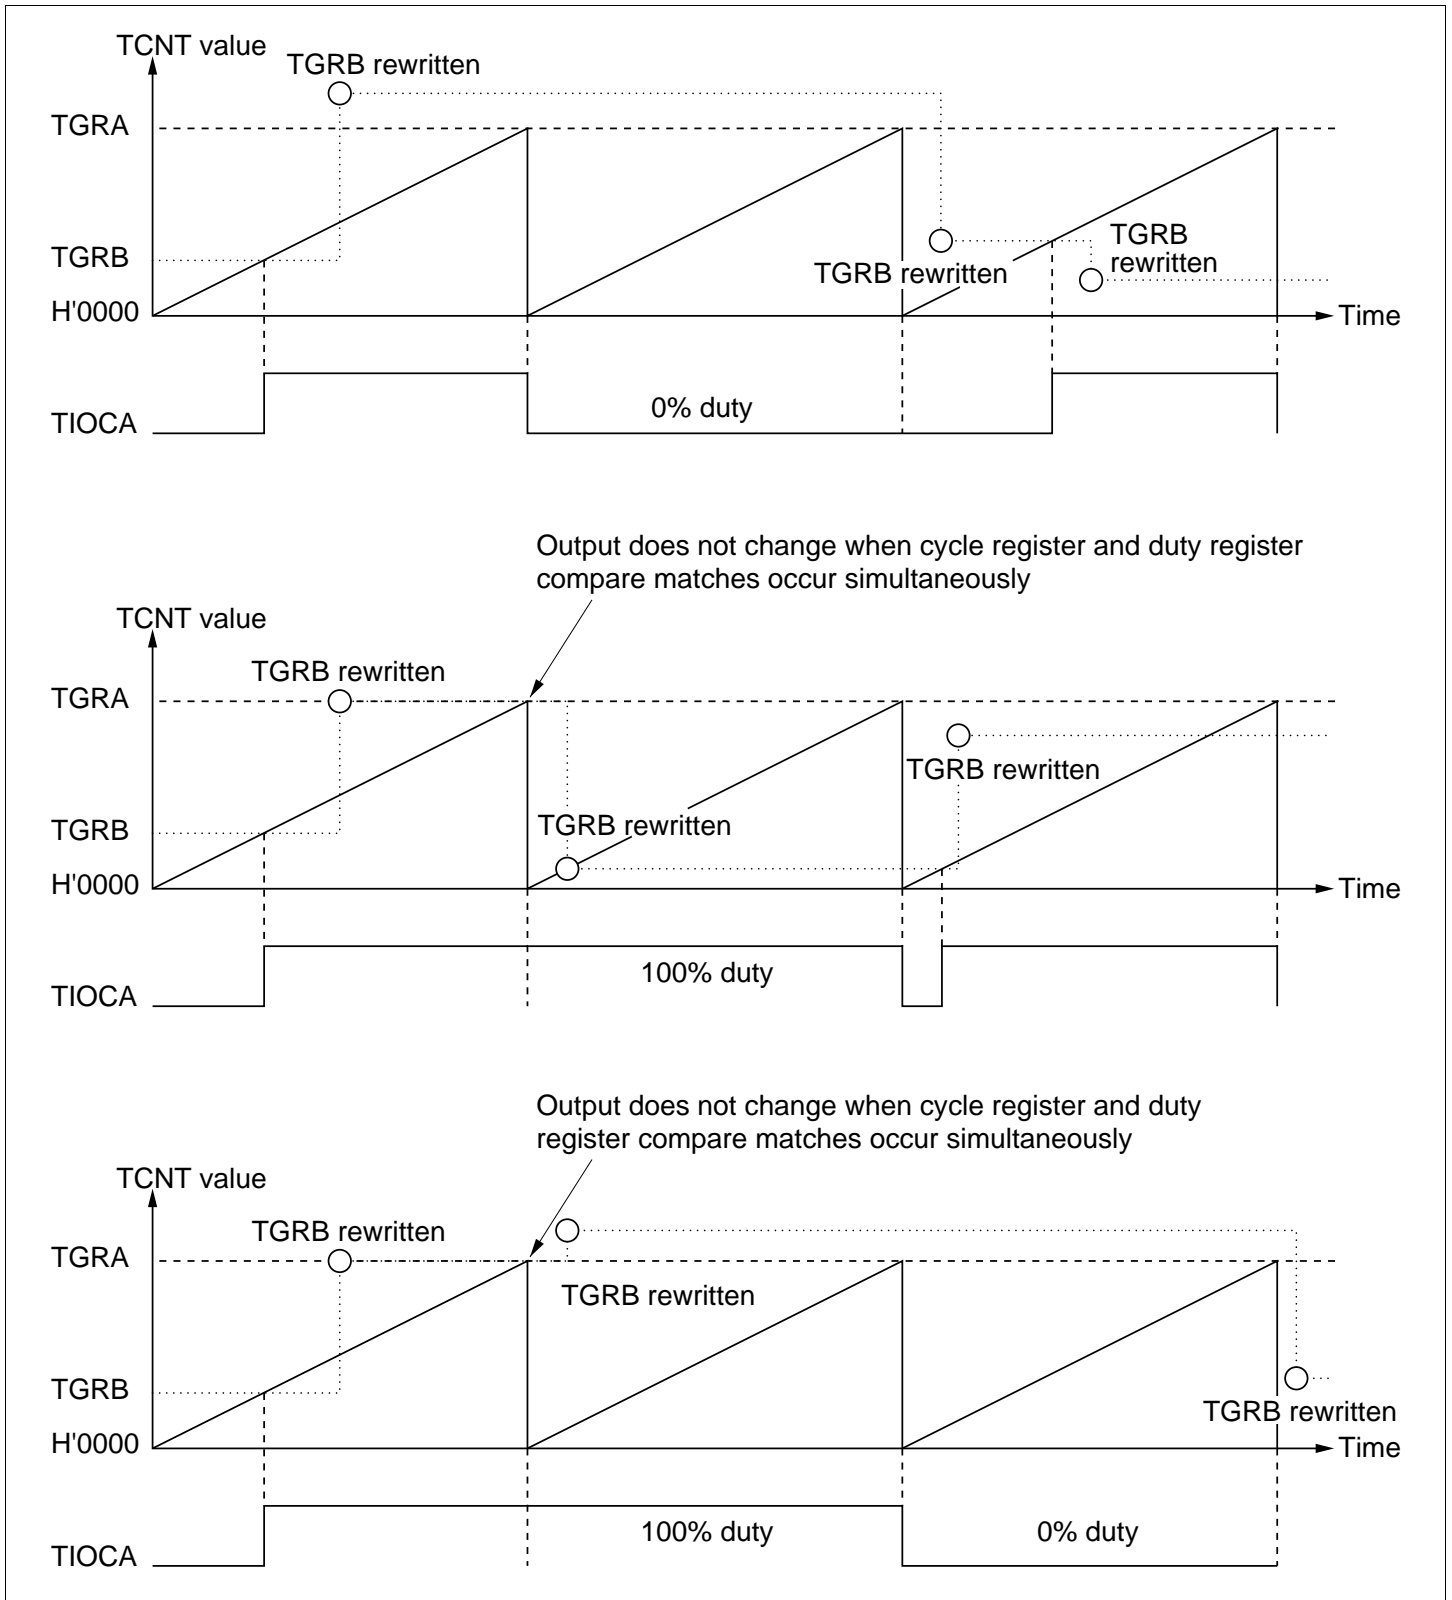 TCNT value
TGRB rewritten
TGRA
TGRB
rewritten
TGRB
TGRB rewritten
H'0000
Time
0% duty
TIOCA
Output does not change when cycle register and duty register
compare matches occur simultaneously
TCNT value
TGRB rewritten
TGRA
TGRB rewritten
TGRB
TGRB rewritten
H'0000
Time
100% duty
TIOCA
Output does not change when cycle register and duty
register compare matches occur simultaneously
TCNT value
TGRB rewritten
TGRA
TGRB rewritten
TGRB
TGRB rewritten
H'0000
Time
100% duty
0% duty
TIOCA